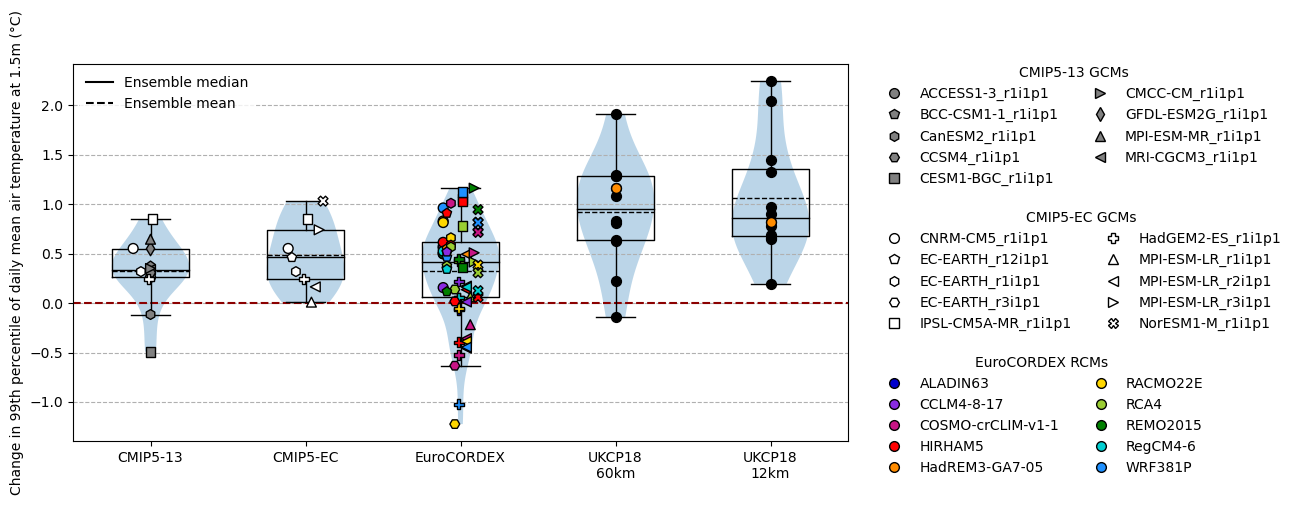 Change in 99th percentile of daily mean air temperature at 1.5m (°C)
2.0
1.5
1.0
0.5
0.0
−0.5
−1.0
Ensemble median
Ensemble mean
CMIP5-13
CMIP5-EC
EuroCORDEX
UKCP18
60km
UKCP18
12km
CMIP5-13 GCMs
ACCESS1-3_r1i1p1
BCC-CSM1-1_r1i1p1
CanESM2_r1i1p1
CCSM4_r1i1p1
CESM1-BGC_r1i1p1
CMCC-CM_r1i1p1
GFDL-ESM2G_r1i1p1
MPI-ESM-MR_r1i1p1
MRI-CGCM3_r1i1p1
CMIP5-EC GCMs
CNRM-CM5_r1i1p1
EC-EARTH_r12i1p1
EC-EARTH_r1i1p1
EC-EARTH_r3i1p1
IPSL-CM5A-MR_r1i1p1
HadGEM2-ES_r1i1p1
MPI-ESM-LR_r1i1p1
MPI-ESM-LR_r2i1p1
MPI-ESM-LR_r3i1p1
NorESM1-M_r1i1p1
EuroCORDEX RCMs
ALADIN63
CCLM4-8-17
COSMO-crCLIM-v1-1
HIRHAM5
HadREM3-GA7-05
RACMO22E
RCA4
REMO2015
RegCM4-6
WRF381P